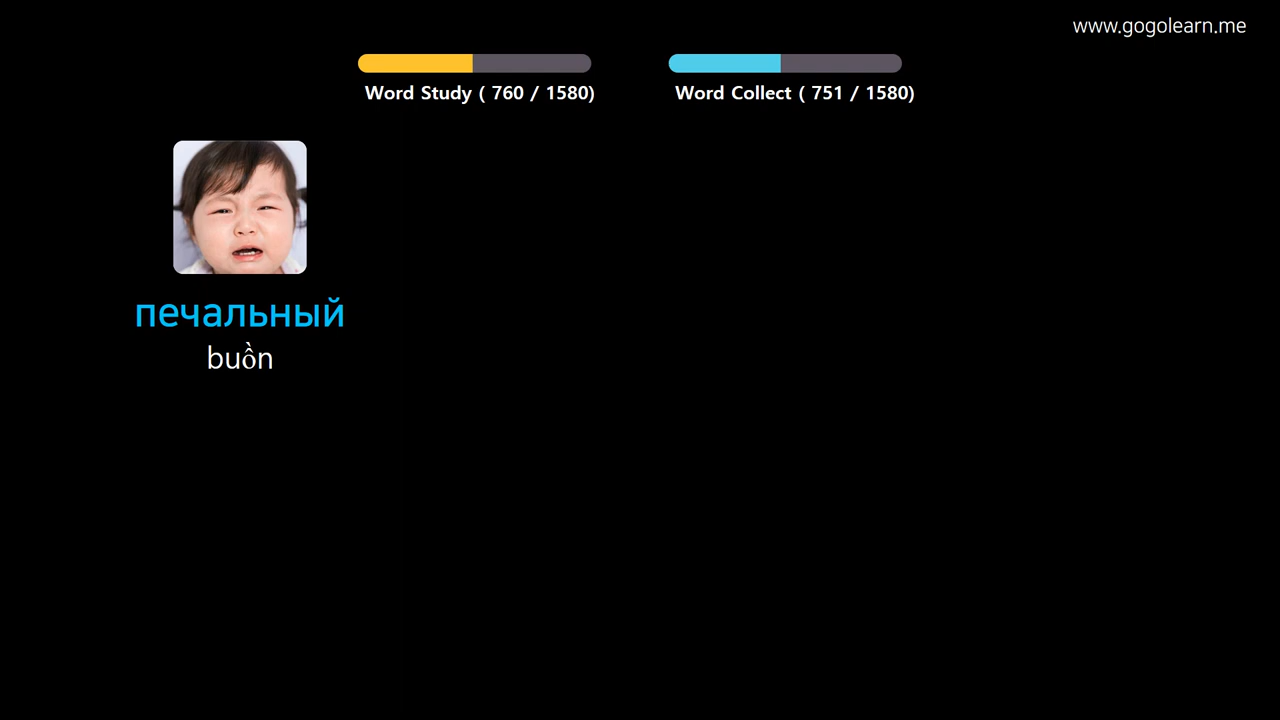 www.gogolearn.me
Word Study ( 760 / 1580)
Word Collect ( 751 / 1580)
печальный
buồn